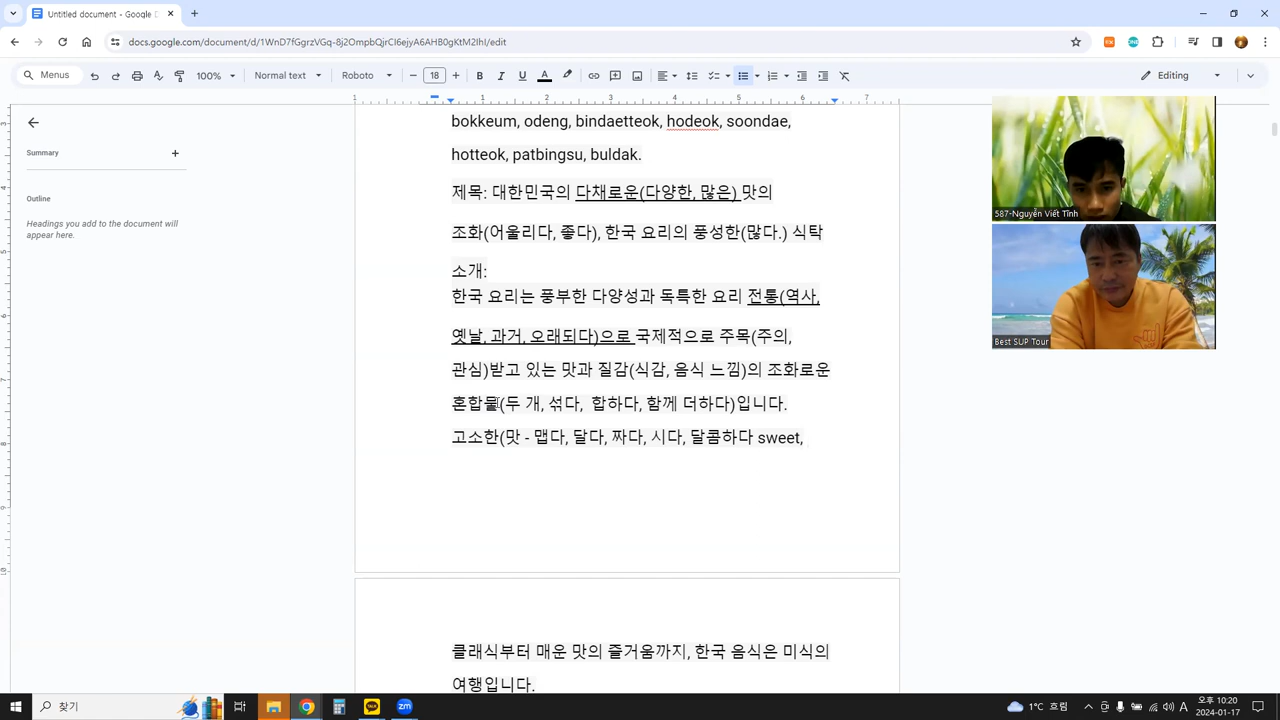 Untitled document - Google D
docs.google.com/document/d/1WnD7fGgrzVGq-8j2OmpbQjrCI6ejyA6AHB0gKtM2IhI/edit
Menus
100%
Normal text
Roboto
18
Editing
1 1 2 3 4 5 6 7
Summary
Outline
Headings you add to the document will
appear here.
bokkeum, odeng, bindaetteok, hodeok, soondae,
hotteok, patbingsu, buldak.
제목: 대한민국의 다채로운(다양한, 많은) 맛의
조화(어울리다, 좋다), 한국 요리의 풍성한(많다.) 식탁
소개:
한국 요리는 풍부한 다양성과 독특한 요리 전통(역사,
옛날, 과거, 오래되다)으로 국제적으로 주목(주의,
관심)받고 있는 맛과 질감(식감, 음식 느낌)의 조화로운
혼합물(두 개, 섞다, 합하다, 함께 더하다)입니다.
고소한(맛 - 맵다, 달다, 짜다, 시다, 달콤하다 sweet,
클래식부터 매운 맛의 즐거움까지, 한국 음식은 미식의
여행입니다.
587-Nguyễn Viết Tĩnh
Best SUP Tour
찾기
1°C 흐림
A
오후 10:20
2024-01-17